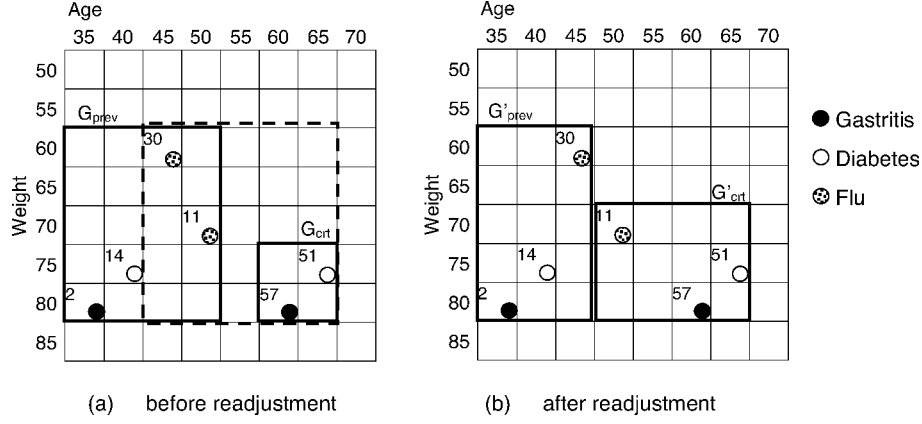 Age
35 40 45 50 55 60 65 70
50
55
60
65
70
75
80
85
Weight
Gprev
30
11
Gcrt
14
51
2
57
(a) before readjustment
Age
35 40 45 50 55 60 65 70
G'prev
30
G'crt
11
14
51
2
57
(b) after readjustment
50
55
60
65
70
75
80
85
Weight
Gastritis
Diabetes
Flu